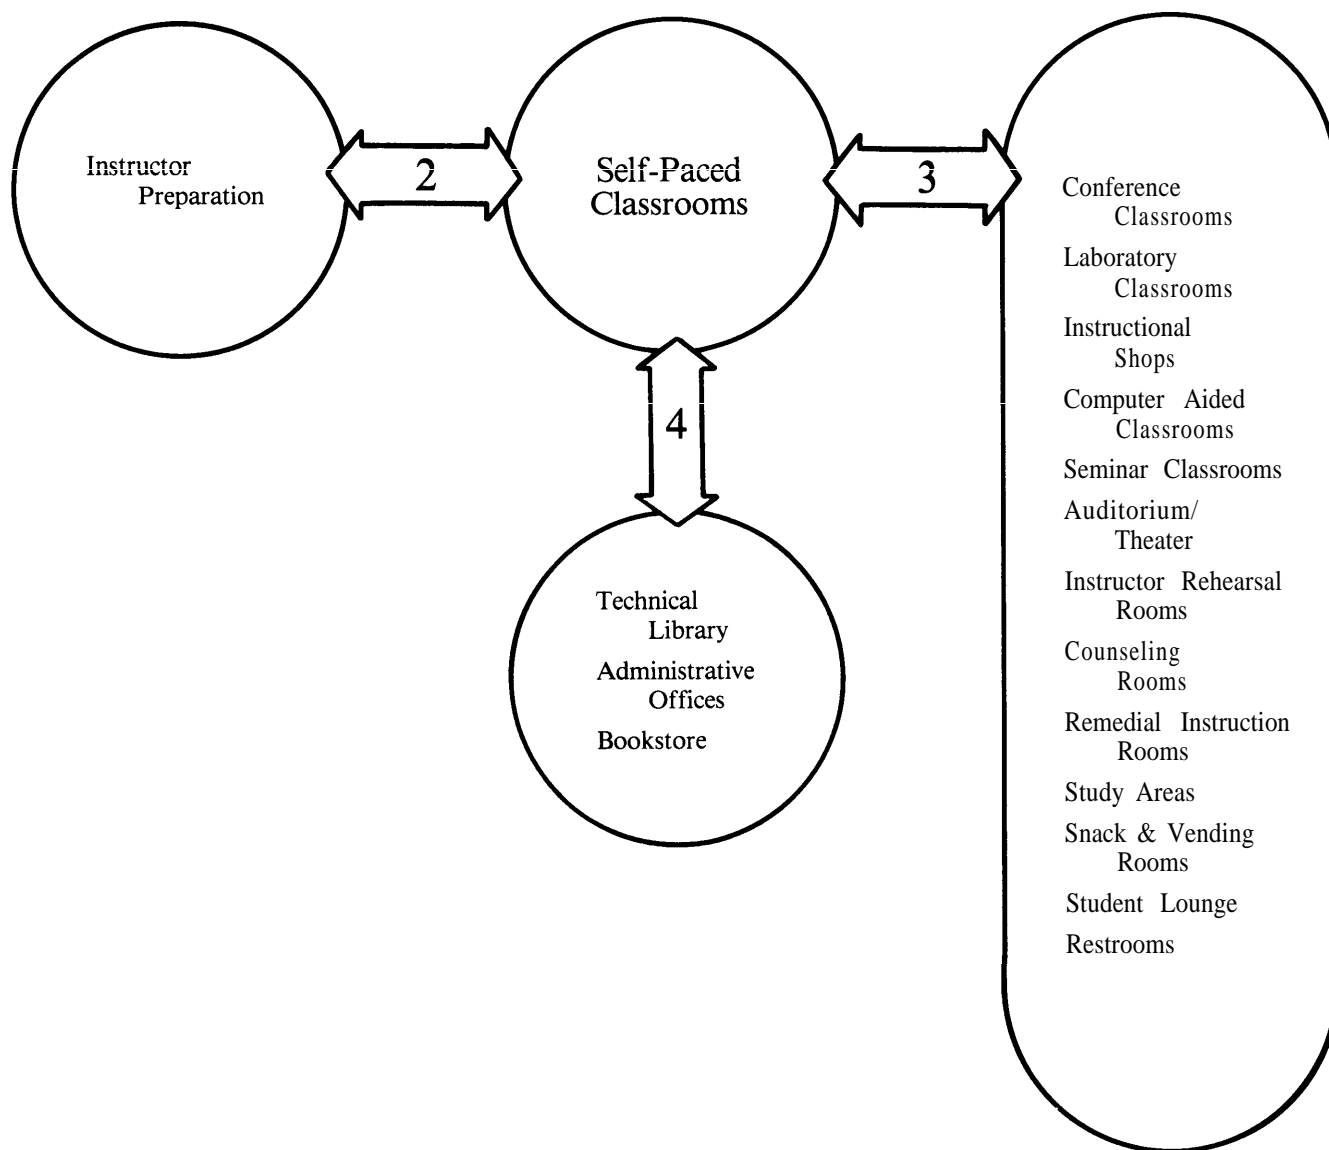 Instructor
Preparation
2
Self-Paced
Classrooms
3
Conference
Classrooms
Laboratory
Classrooms
Instructional
Shops
Computer Aided
Classrooms
Seminar Classrooms
Auditorium/
Theater
Instructor Rehearsal
Rooms
Counseling
Rooms
Remedial Instruction
Rooms
Study Areas
Snack & Vending
Rooms
Student Lounge
Restrooms
4
Technical
Library
Administrative
Offices
Bookstore